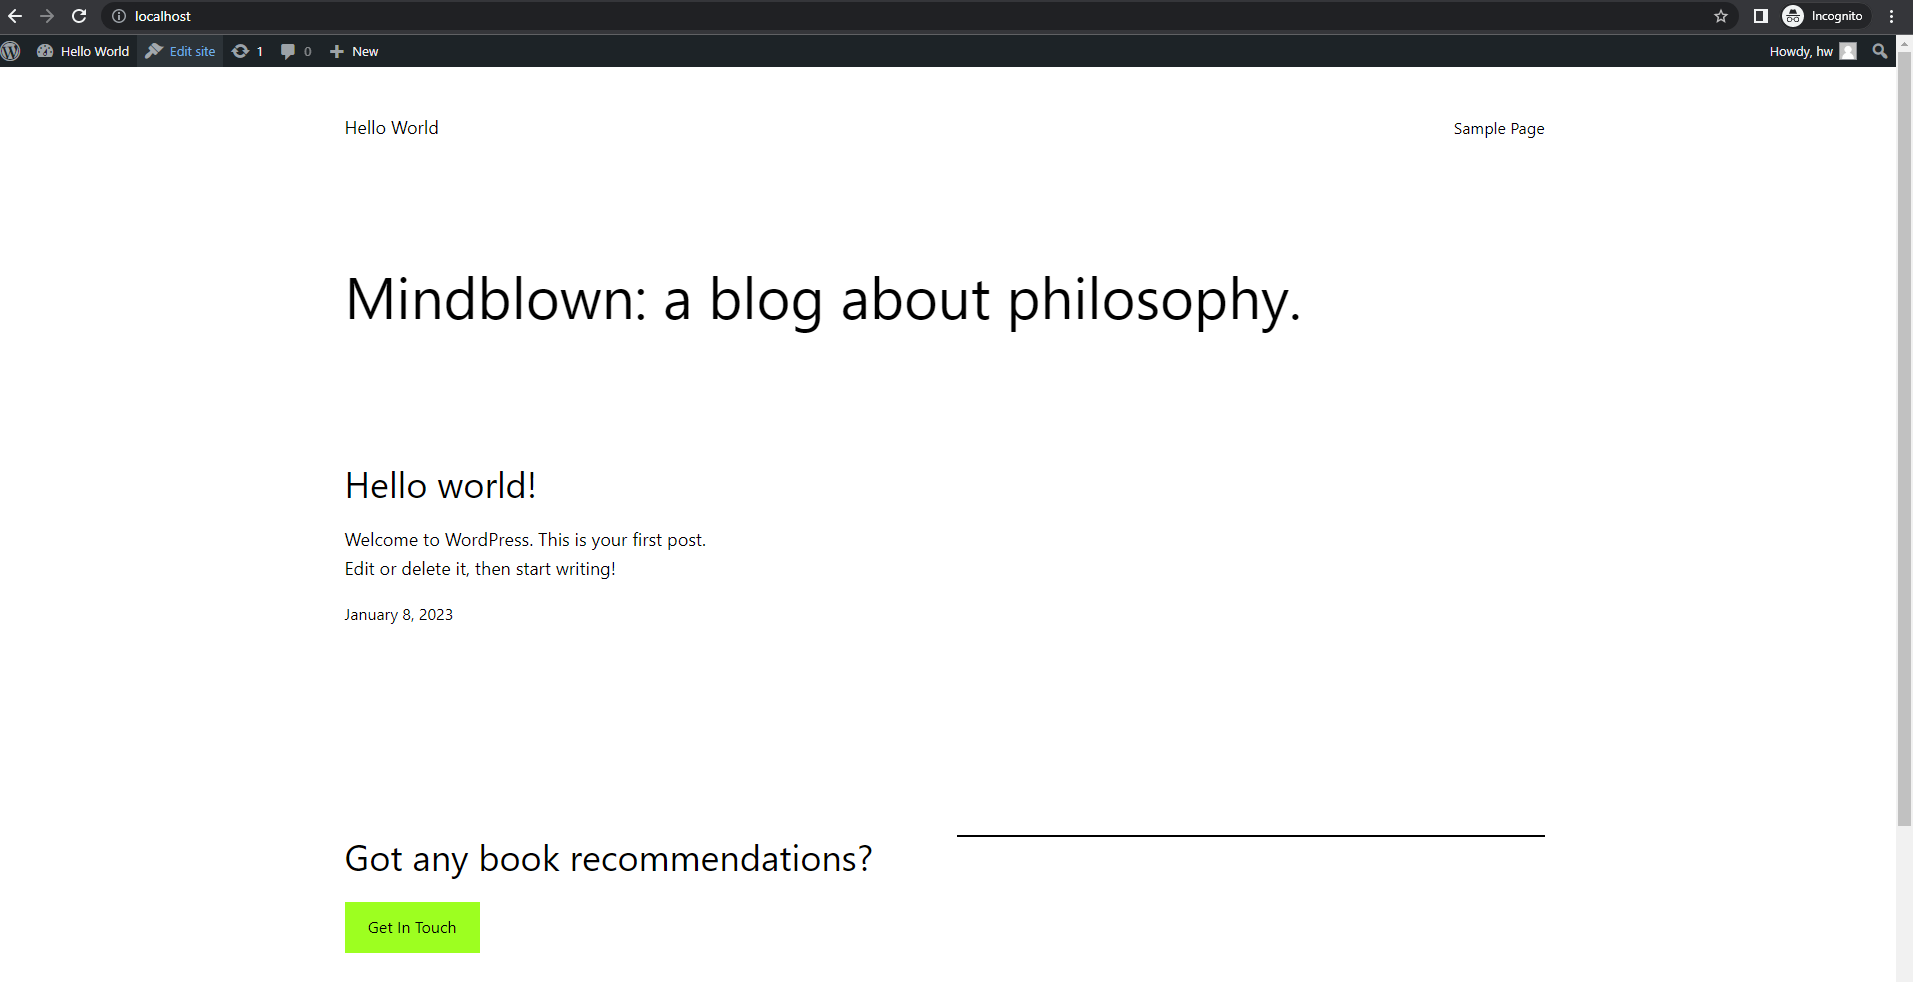 localhost
Incognito
Hello World
Edit site
1
0
New
Howdy, hw
Hello World
Sample Page
Mindblown: a blog about philosophy.
Hello world!
Welcome to WordPress. This is your first post.
Edit or delete it, then start writing!
January 8, 2023
Got any book recommendations?
Get In Touch